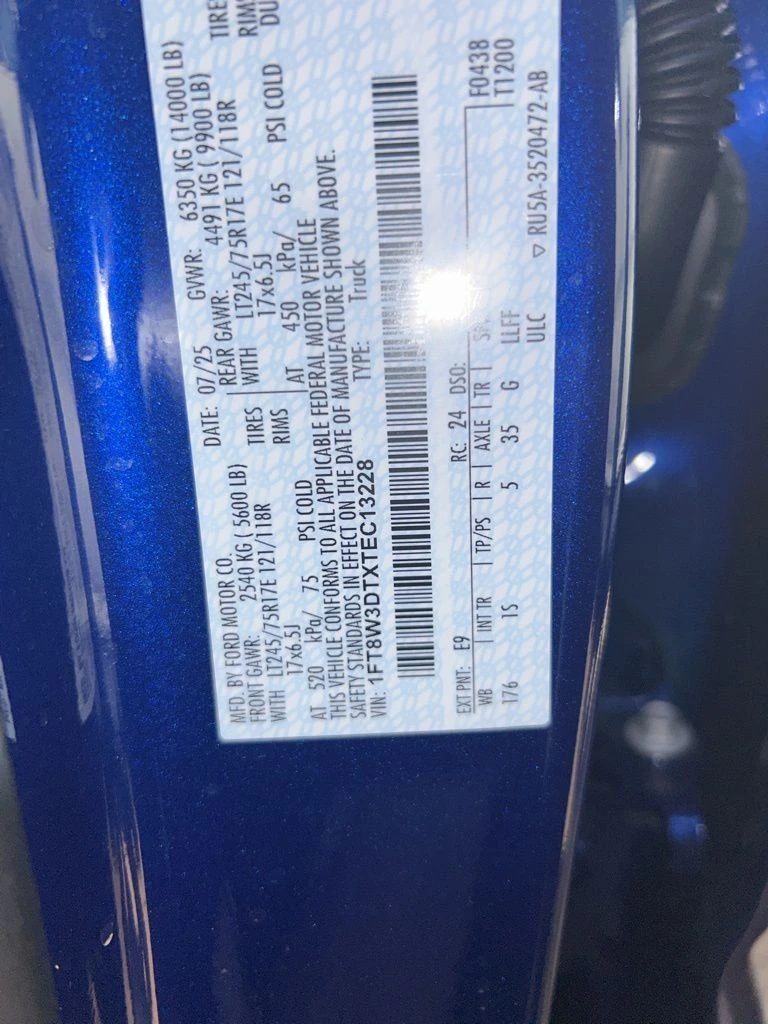 MFD. BY FORD MOTOR CO.
DATE: 07/25 GVWR: 6350 KG (14000 LB)
FRONT GAWR: 2540 KG ( 5600 LB)
REAR GAWR: 4491 KG ( 9900 LB)
WITH LT245/75R17E 121/118R TIRES
WITH LT245/75R17E 121/118R TIRE
17x6.5J RIMS
17x6.5J RIMS
AT 520 kPa/ 75 PSI COLD
AT 450 kPa/ 65 PSI COLD DU
THIS VEHICLE CONFORMS TO ALL APPLICABLE FEDERAL MOTOR VEHICLE
SAFETY STANDARDS IN EFFECT ON THE DATE OF MANUFACTURE SHOWN ABOVE.
VIN: 1FT8W3DTXTEC13228 TYPE: Truck
EXT PNT: E9 RC: 24 DSO: F0438
WB INT TR TP/PS R AXLE TR T1200
176 1S 5 35 G LLFF
ULC ▽ RU5A-3520472-AB